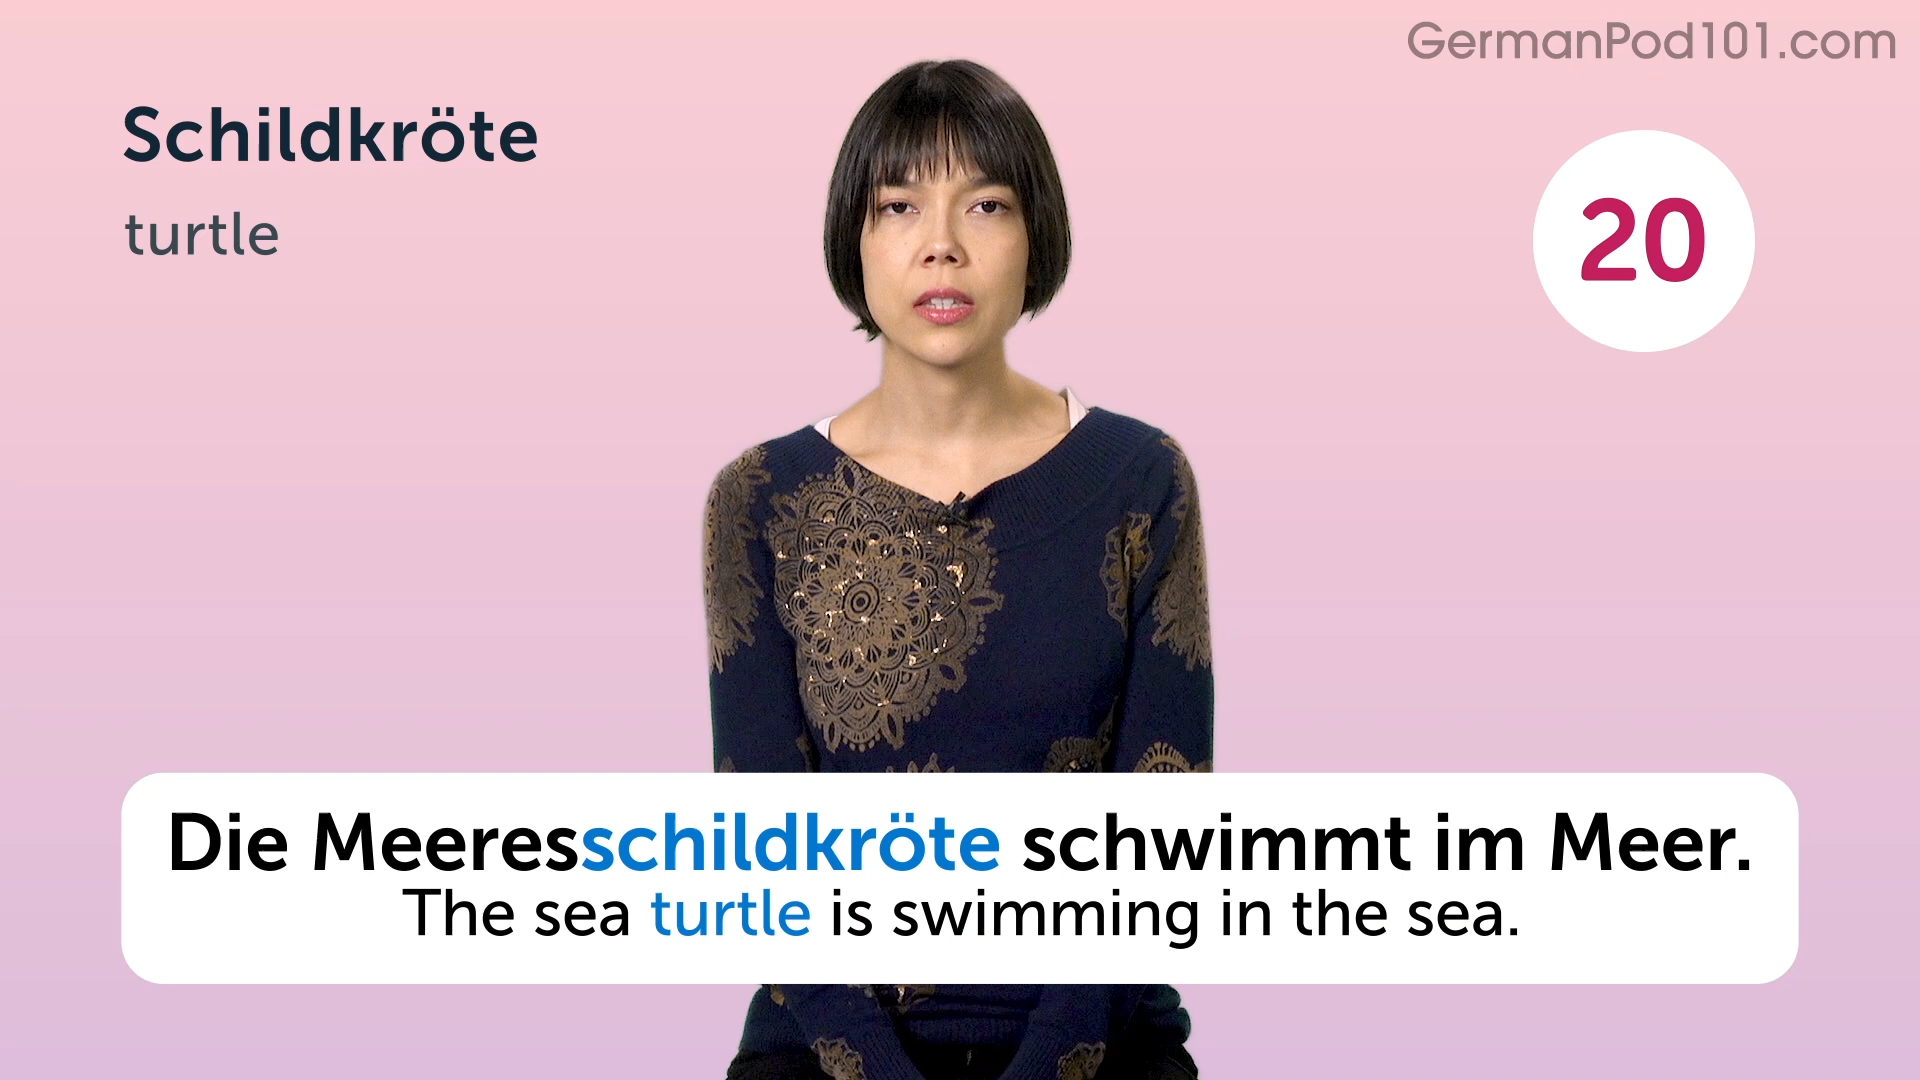 GermanPod101.com
Schildkröte
turtle
20
Die Meeresschildkröte schwimmt im Meer.
The sea turtle is swimming in the sea.